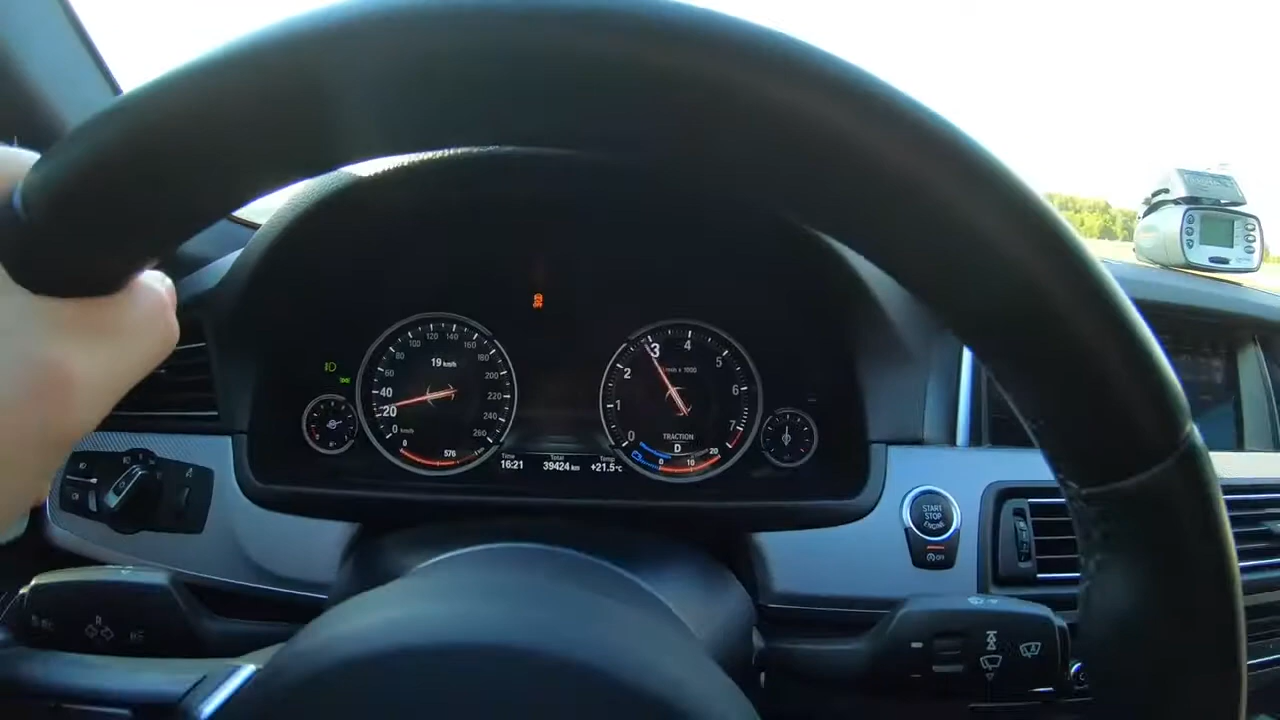 0
20
40
60
80
100
120
140
160
180
200
220
240
260
19 km/h
km/h
0
576
Time
16:21
Total
39424 km
Temp
+21.5°C
0
1
2
3
4
5
6
7
1/min x 1000
TRACTION
D
0
10
20
START
STOP
ENGINE
A OFF